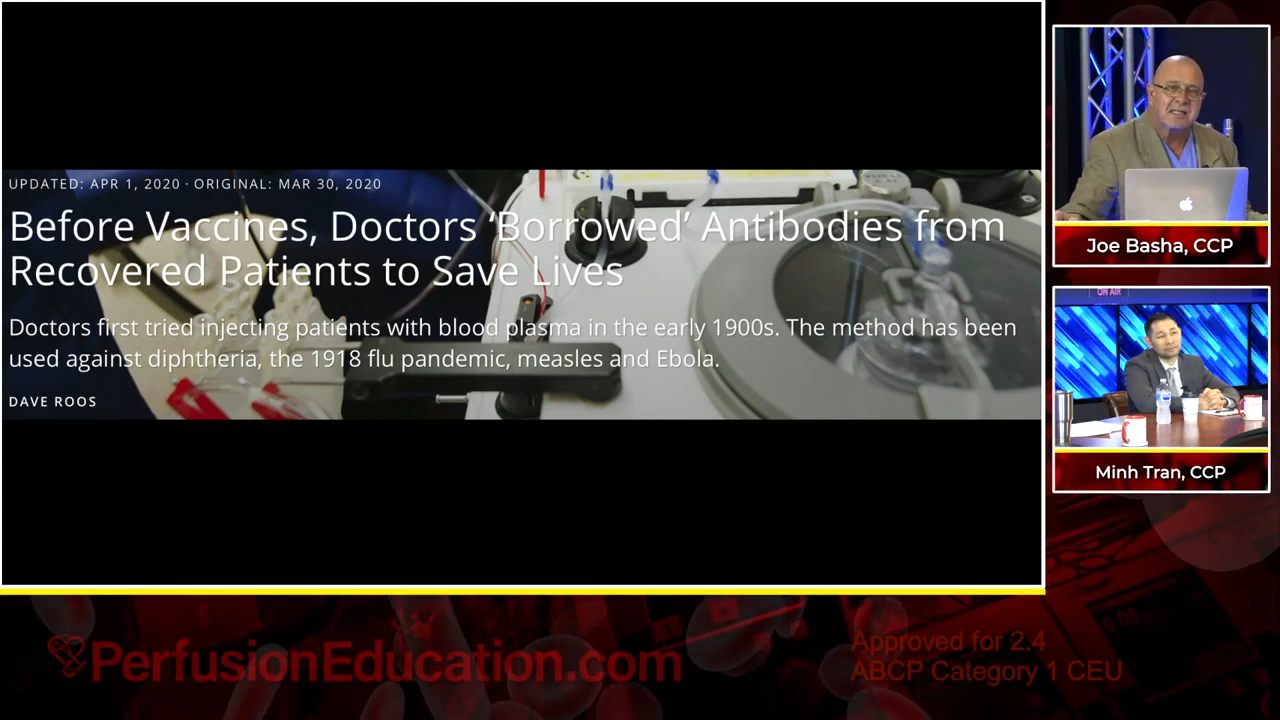 UPDATED: APR 1, 2020 · ORIGINAL: MAR 30, 2020
Before Vaccines, Doctors ‘Borrowed’ Antibodies from
Recovered Patients to Save Lives
Doctors first tried injecting patients with blood plasma in the early 1900s. The method has been
used against diphtheria, the 1918 flu pandemic, measles and Ebola.
DAVE ROOS
Joe Basha, CCP
ON AIR
Minh Tran, CCP
PerfusionEducation.com
Approved for 2.4
ABCP Category 1 CEU